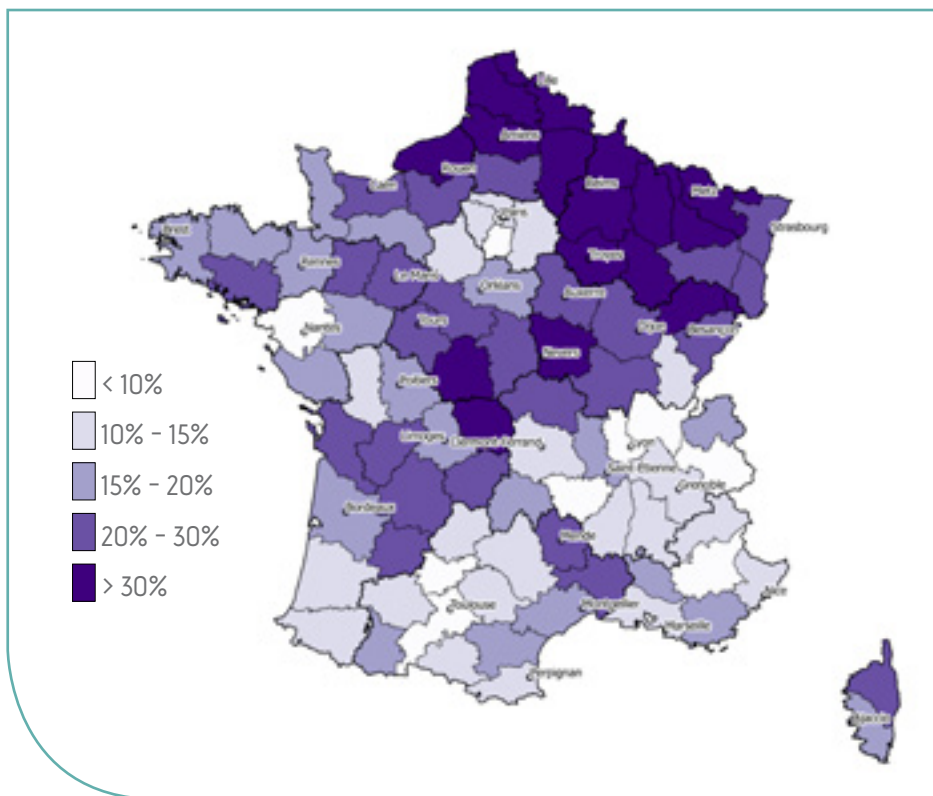 Lille
Amiens
Rouen
Reims
Metz
Caen
Paris
Strasbourg
Brest
Troyes
Rennes
Le Mans
Orléans
Auxerre
Nantes
Tours
Dijon
Besançon
Nevers
Poitiers
< 10%
10% - 15%
15% - 20%
20% - 30%
> 30%
Limoges
Clermont-Ferrand
Lyon
Saint-Etienne
Grenoble
Bordeaux
Mende
Toulouse
Montpellier
Nice
Marseille
Perpignan
Ajaccio